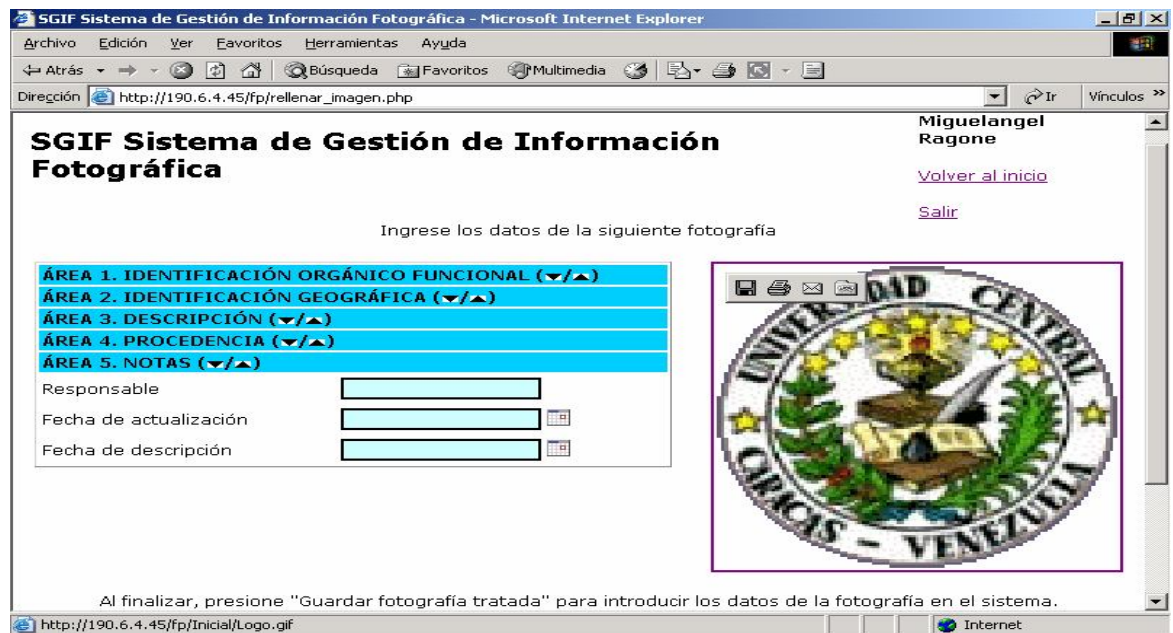 SGIF Sistema de Gestión de Información Fotográfica - Microsoft Internet Explorer
Archivo Edición Ver Favoritos Herramientas Ayuda
Atrás Búsqueda Favoritos Multimedia
Dirección http://190.6.4.45/fp/rellenar_imagen.php Ir Vínculos »
Miguelangel
Ragone
SGIF Sistema de Gestión de Información
Fotográfica
Volver al inicio
Salir
Ingrese los datos de la siguiente fotografía
ÁREA 1. IDENTIFICACIÓN ORGÁNICO FUNCIONAL (▼/▲)
ÁREA 2. IDENTIFICACIÓN GEOGRÁFICA (▼/▲)
ÁREA 3. DESCRIPCIÓN (▼/▲)
ÁREA 4. PROCEDENCIA (▼/▲)
ÁREA 5. NOTAS (▼/▲)
Responsable
Fecha de actualización
Fecha de descripción
UNIVERSIDAD CENTRAL
CARACAS - VENEZUELA
Al finalizar, presione "Guardar fotografía tratada" para introducir los datos de la fotografía en el sistema.
http://190.6.4.45/fp/Inicial/Logo.gif Internet